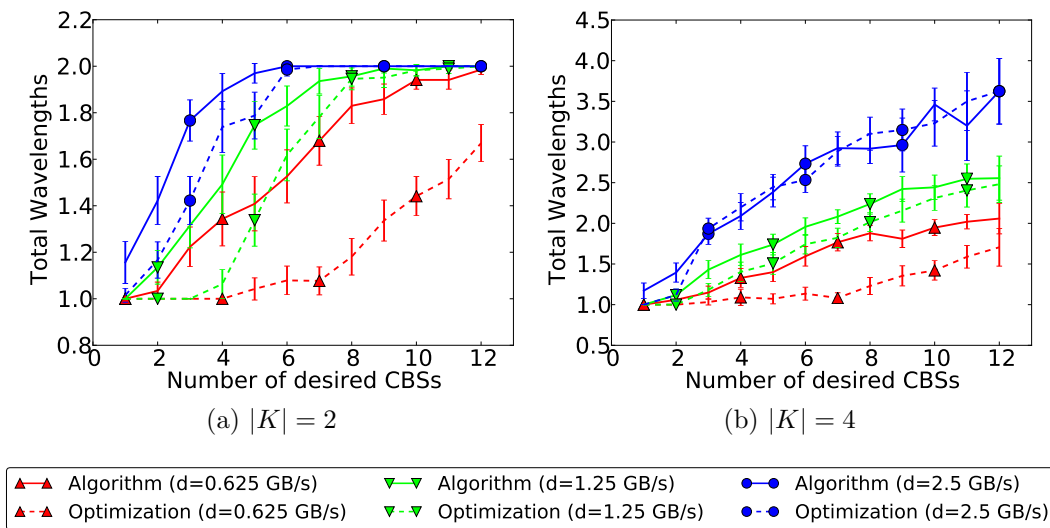 2.2
2.0
1.8
1.6
1.4
1.2
1.0
0.8
Total Wavelengths
0 2 4 6 8 10 12
Number of desired CBSs
(a) |K| = 2
4.5
4.0
3.5
3.0
2.5
2.0
1.5
1.0
0.5
Total Wavelengths
0 2 4 6 8 10 12
Number of desired CBSs
(b) |K| = 4
Algorithm (d=0.625 GB/s) Algorithm (d=1.25 GB/s) Algorithm (d=2.5 GB/s)
Optimization (d=0.625 GB/s) Optimization (d=1.25 GB/s) Optimization (d=2.5 GB/s)